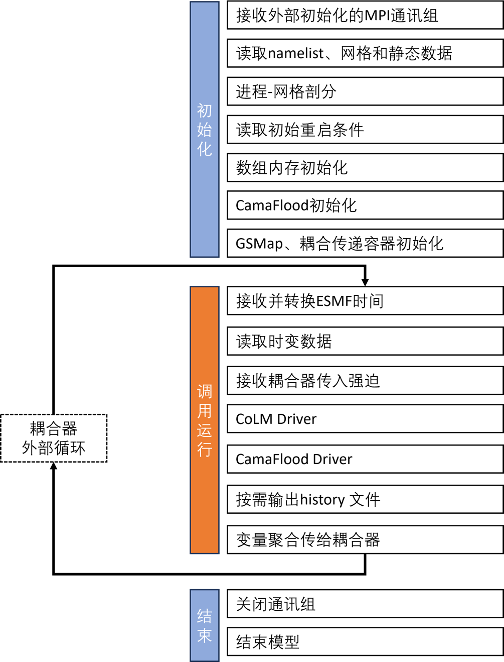 初始化
接收外部初始化的MPI通讯组
读取namelist、网格和静态数据
进程-网格剖分
读取初始重启条件
数组内存初始化
CamaFlood初始化
GSMap、耦合传递容器初始化
调用运行
接收并转换ESMF时间
读取时变数据
接收耦合器传入强迫
CoLM Driver
CamaFlood Driver
按需输出history 文件
变量聚合传给耦合器
耦合器
外部循环
结束
关闭通讯组
结束模型